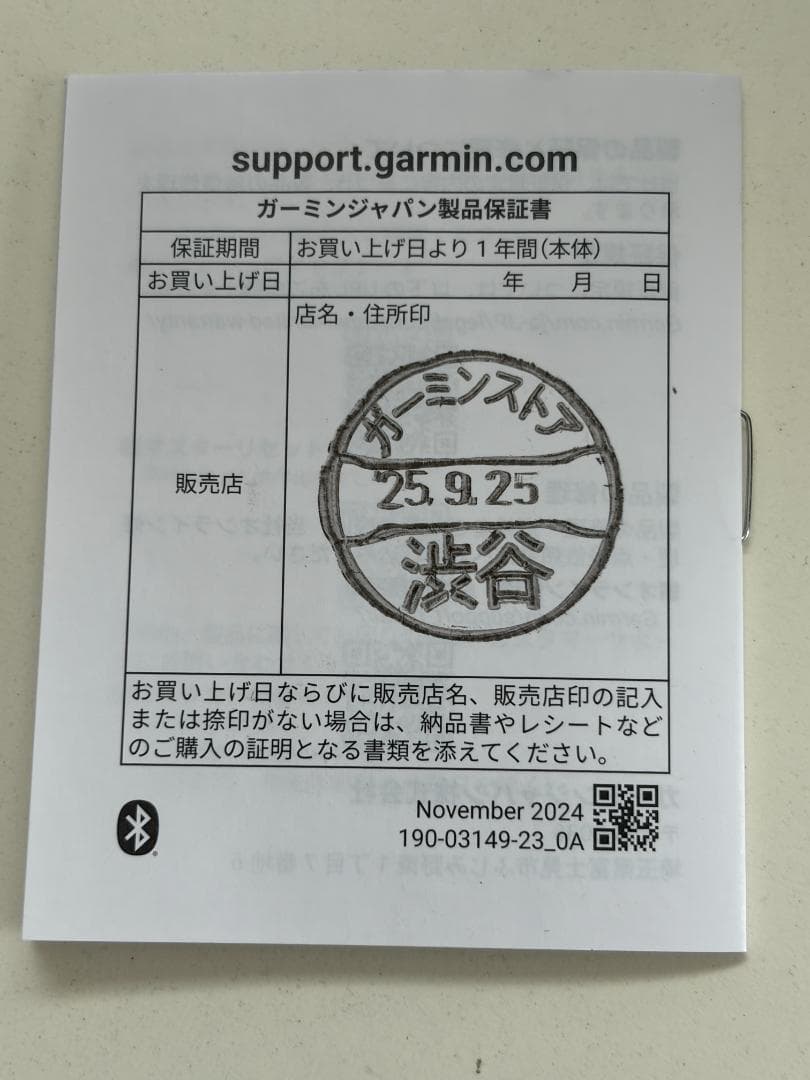 support.garmin.com
ガーミンジャパン製品保証書
保証期間 お買い上げ日より1年間(本体)
お買い上げ日 年 月 日
店名・住所印
販売店
ガーミンストア
'25.9.25
渋谷
お買い上げ日ならびに販売店名、販売店印の記入
または捺印がない場合は、納品書やレシートなど
のご購入の証明となる書類を添えてください。
November 2024
190-03149-23_0A